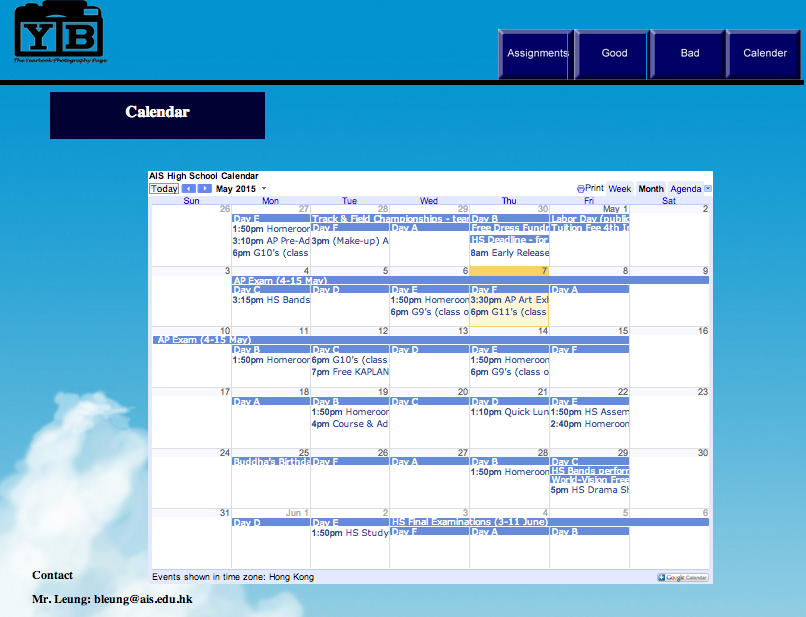 YB
The Yearbook Photography Page
Assignments Good Bad Calender
Calendar
AIS High School Calendar
Today May 2015 Print Week Month Agenda
Sun Mon Tue Wed Thu Fri Sat
26 27 28 29 30 May 1 2
Day E Track & Field Championships - tear Day B Labor Day (public
1:50pm Homeroor Day F Day A Free Dress Fundr Tuition Fee 4th I
3:10pm AP Pre-Ad 3pm (Make-up) A HS Deadline - for
6pm G10's (class 8am Early Release
3 4 5 6 7 8 9
AP Exam (4-15 May)
Day C Day D Day E Day F Day A
3:15pm HS Bands 1:50pm Homeroon 3:30pm AP Art Exh
6pm G9's (class o 6pm G11's (class
10 11 12 13 14 15 16
AP Exam (4-15 May)
Day B Day C Day D Day E Day F
1:50pm Homeroor 6pm G10's (class 1:50pm Homeroon
7pm Free KAPLAN 6pm G9's (class o
17 18 19 20 21 22 23
Day A Day B Day C Day D Day E
1:50pm Homeroor 1:10pm Quick Lun 1:50pm HS Assem
4pm Course & Ad 2:40pm Homeroon
24 25 26 27 28 29 30
Buddha's Birthda Day F Day A Day B Day C
1:50pm Homeroon HS Bands perforr
World-Vision Free
5pm HS Drama Sh
31 Jun 1 2 3 4 5 6
Day D Day E HS Final Examinations (3-11 June)
1:50pm HS Study Day F Day A Day B
Events shown in time zone: Hong Kong Google Calendar
Contact
Mr. Leung: bleung@ais.edu.hk